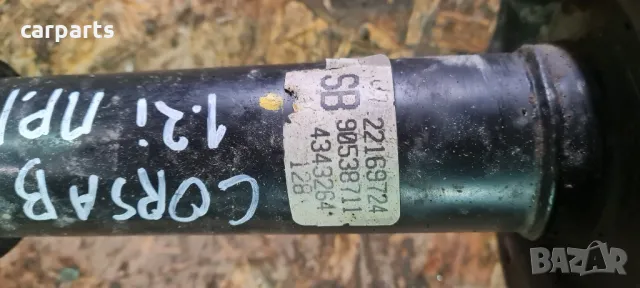 carparts
22169724
SB 90538711
4343264
128
CORSA B
1.2i ПР.Л
BAZAR